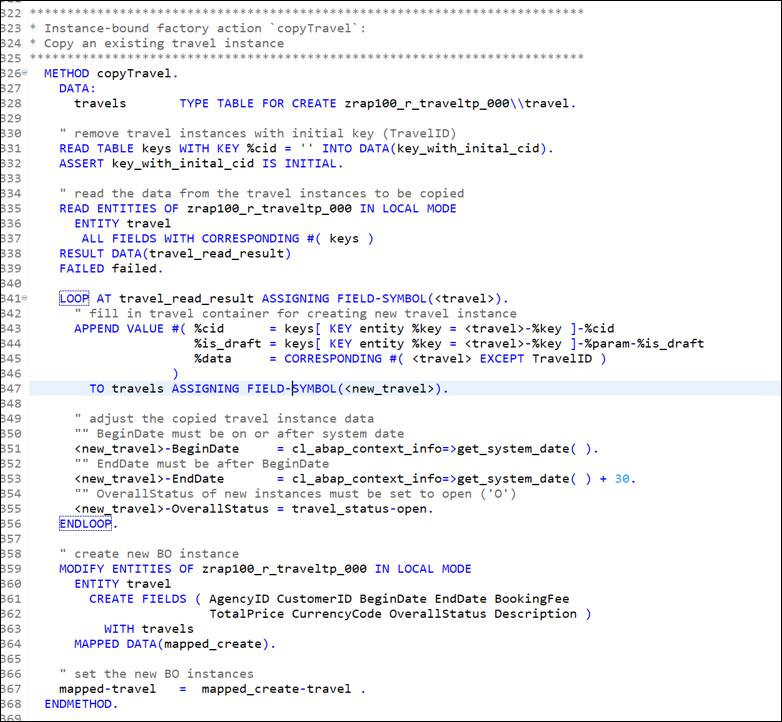 322 **************************************************************************
323 * Instance-bound factory action `copyTravel`:
324 * Copy an existing travel instance
325 **************************************************************************
326   METHOD copyTravel.
327     DATA:
328       travels       TYPE TABLE FOR CREATE zrap100_r_traveltp_000\\travel.
329
330     " remove travel instances with initial key (TravelID)
331     READ TABLE keys WITH KEY %cid = '' INTO DATA(key_with_inital_cid).
332     ASSERT key_with_inital_cid IS INITIAL.
333
334     " read the data from the travel instances to be copied
335     READ ENTITIES OF zrap100_r_traveltp_000 IN LOCAL MODE
336       ENTITY travel
337        ALL FIELDS WITH CORRESPONDING #( keys )
338     RESULT DATA(travel_read_result)
339     FAILED failed.
340
341     LOOP AT travel_read_result ASSIGNING FIELD-SYMBOL(<travel>).
342       " fill in travel container for creating new travel instance
343       APPEND VALUE #( %cid      = keys[ KEY entity %key = <travel>-%key ]-%cid
344                       %is_draft = keys[ KEY entity %key = <travel>-%key ]-%param-%is_draft
345                       %data     = CORRESPONDING #( <travel> EXCEPT TravelID )
346                    )
347         TO travels ASSIGNING FIELD-SYMBOL(<new_travel>).
348
349       " adjust the copied travel instance data
350       "" BeginDate must be on or after system date
351       <new_travel>-BeginDate     = cl_abap_context_info=>get_system_date( ).
352       "" EndDate must be after BeginDate
353       <new_travel>-EndDate       = cl_abap_context_info=>get_system_date( ) + 30.
354       "" OverallStatus of new instances must be set to open ('O')
355       <new_travel>-OverallStatus = travel_status-open.
356     ENDLOOP.
357
358     " create new BO instance
359     MODIFY ENTITIES OF zrap100_r_traveltp_000 IN LOCAL MODE
360       ENTITY travel
361         CREATE FIELDS ( AgencyID CustomerID BeginDate EndDate BookingFee
362                         TotalPrice CurrencyCode OverallStatus Description )
363           WITH travels
364       MAPPED DATA(mapped_create).
365
366     " set the new BO instances
367     mapped-travel   =  mapped_create-travel .
368   ENDMETHOD.
369